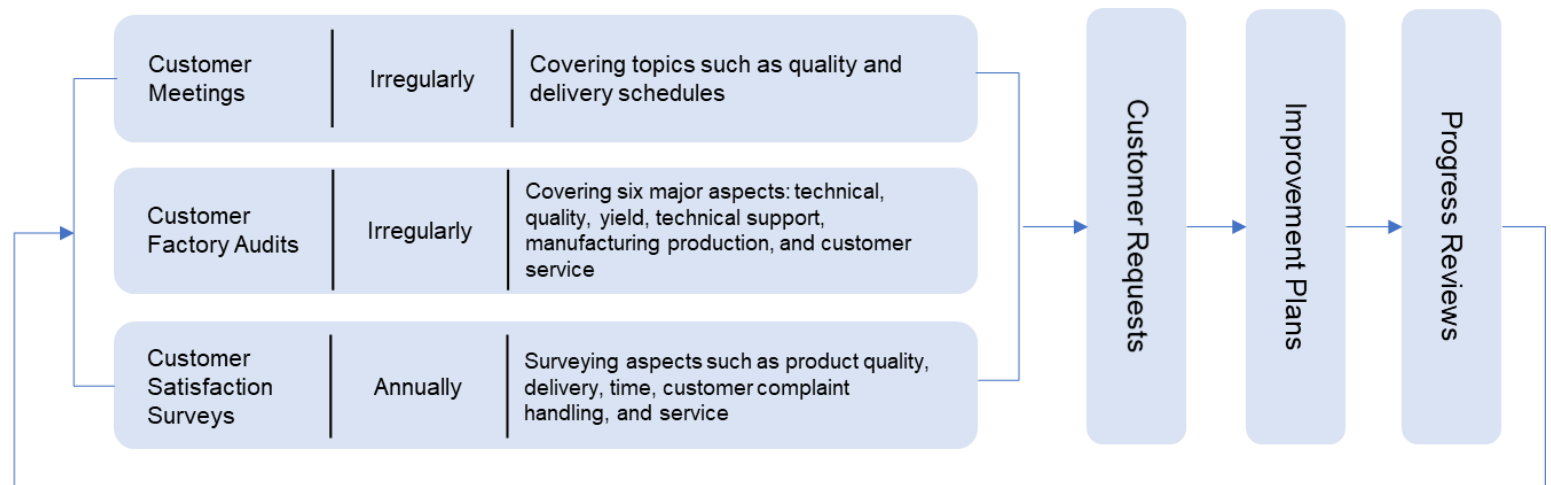 Customer
Meetings
Irregularly
Covering topics such as quality and
delivery schedules
Customer
Factory Audits
Irregularly
Covering six major aspects: technical,
quality, yield, technical support,
manufacturing production, and customer
service
Customer
Satisfaction
Surveys
Annually
Surveying aspects such as product quality,
delivery, time, customer complaint
handling, and service
Customer Requests
Improvement Plans
Progress Reviews